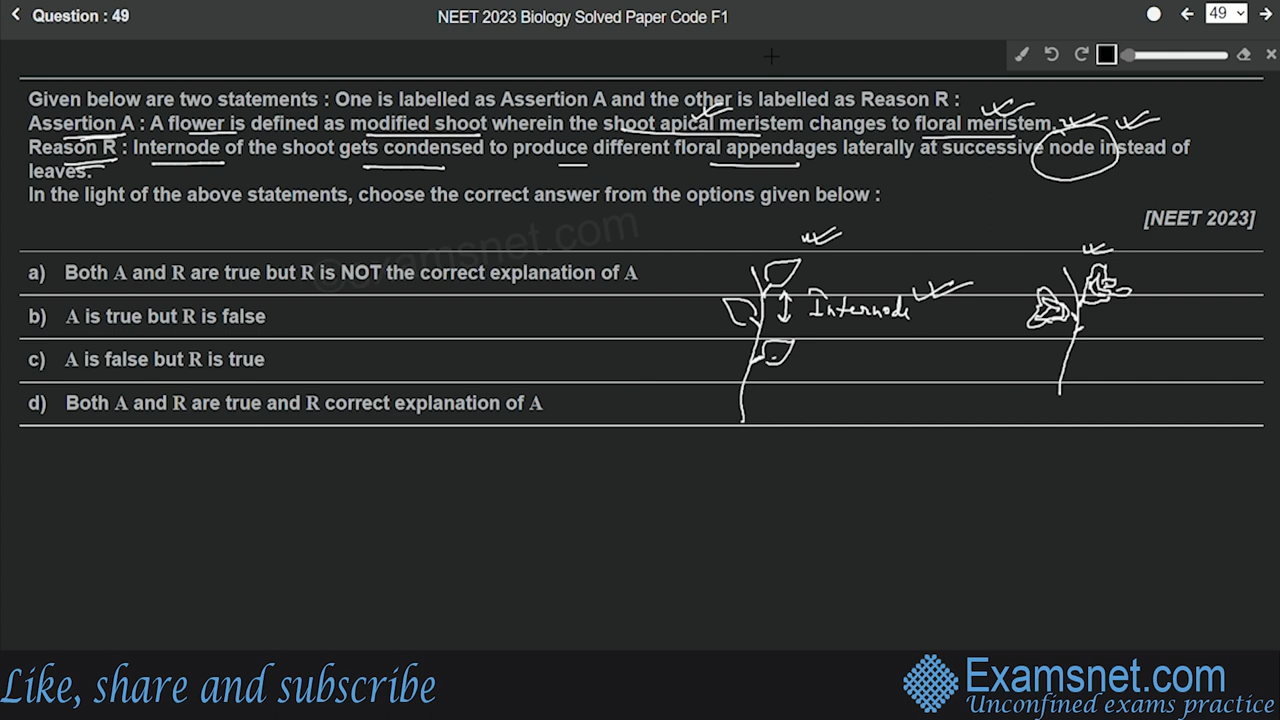 Question : 49
NEET 2023 Biology Solved Paper Code F1
49
Given below are two statements : One is labelled as Assertion A and the other is labelled as Reason R :
Assertion A : A flower is defined as modified shoot wherein the shoot apical meristem changes to floral meristem.
Reason R : Internode of the shoot gets condensed to produce different floral appendages laterally at successive node instead of
leaves.
In the light of the above statements, choose the correct answer from the options given below :
[NEET 2023]
©examsnet.com
a) Both A and R are true but R is NOT the correct explanation of A
b) A is true but R is false
Internode
c) A is false but R is true
d) Both A and R are true and R correct explanation of A
Like, share and subscribe
Examsnet.com
Unconfined exams practice